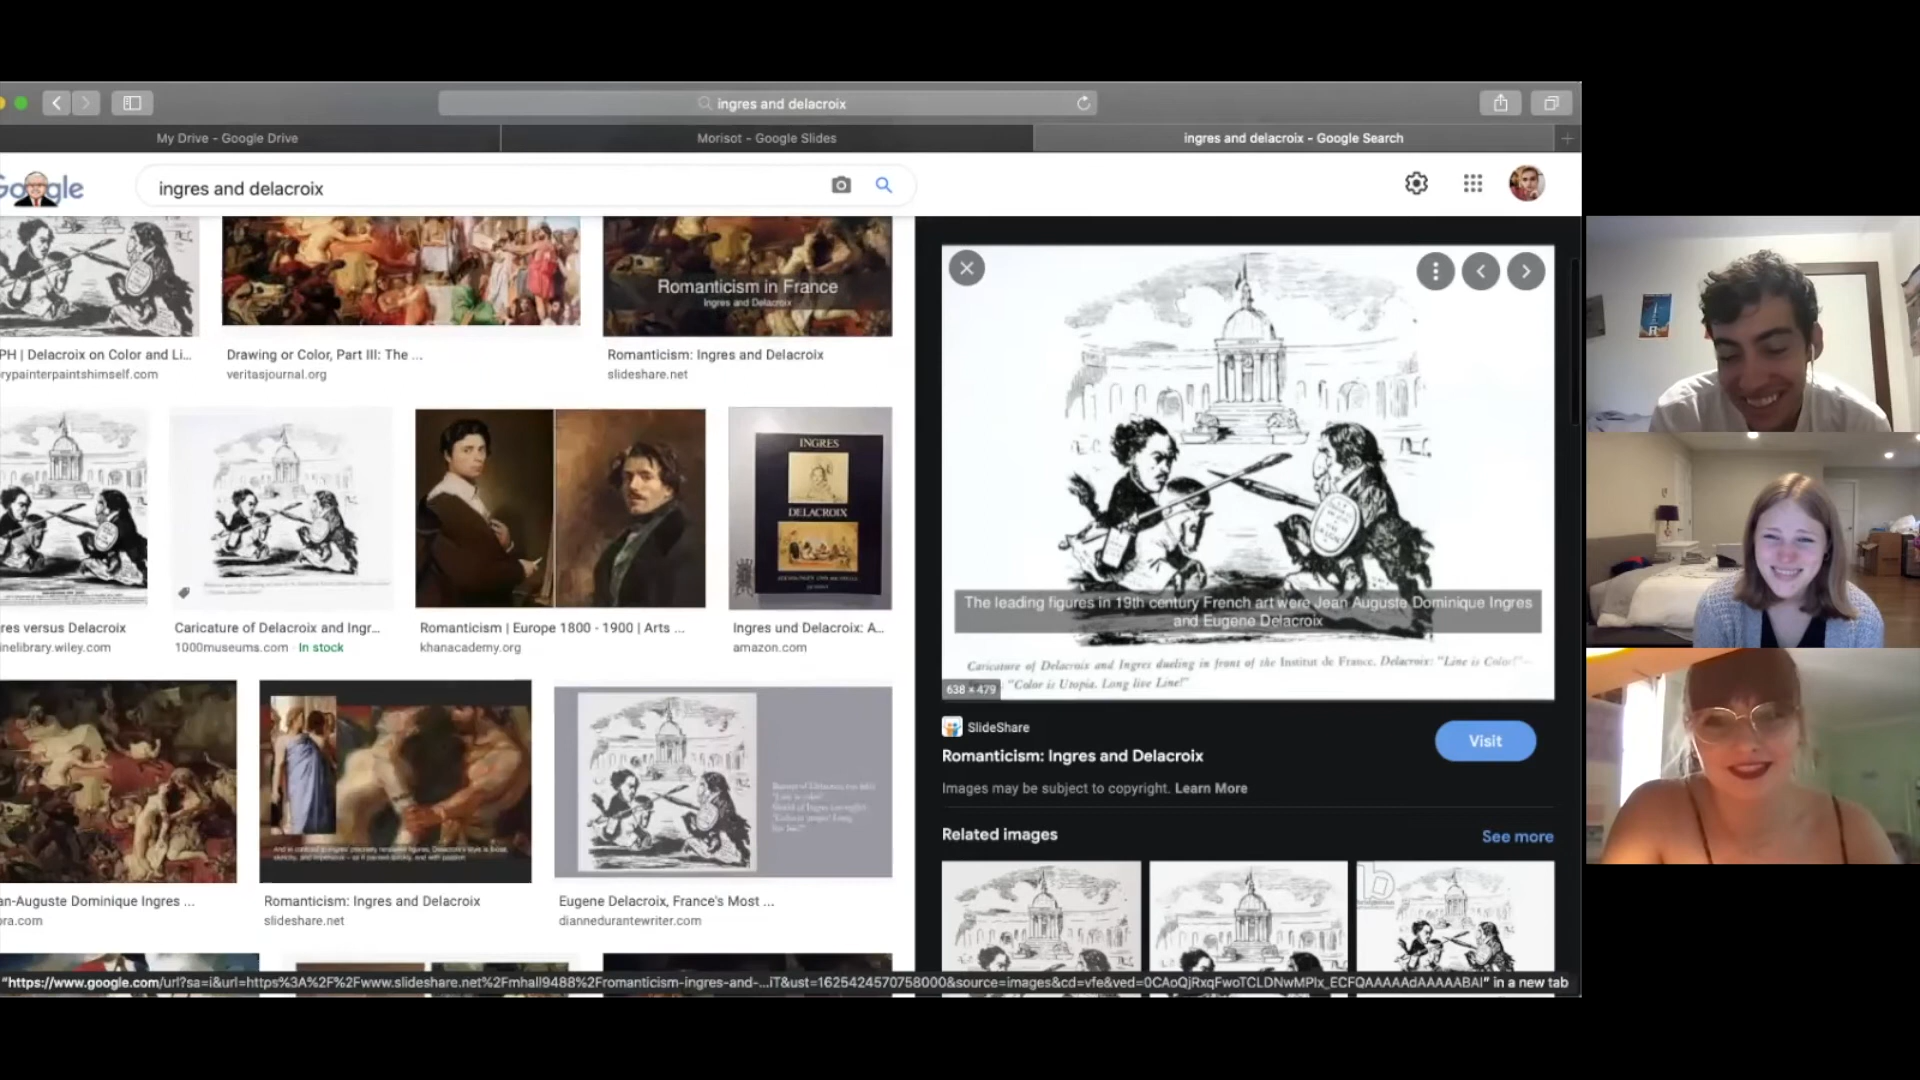 ingres and delacroix
My Drive - Google Drive
Morisot - Google Slides
ingres and delacroix - Google Search
Google
ingres and delacroix
Romanticism in France
Ingres and Delacroix
PH | Delacroix on Color and Li...
rypainterpaintshimself.com
Drawing or Color, Part III: The ...
veritasjournal.org
Romanticism: Ingres and Delacroix
slideshare.net
INGRES
DELACROIX
res versus Delacroix
inelibrary.wiley.com
Caricature of Delacroix and Ingr...
1000museums.com · In stock
Romanticism | Europe 1800 - 1900 | Arts ...
khanacademy.org
Ingres und Delacroix: A...
amazon.com
an-Auguste Dominique Ingres ...
ora.com
Romanticism: Ingres and Delacroix
slideshare.net
Eugene Delacroix, France's Most ...
diannedurantewriter.com
The leading figures in 19th century French art were Jean Auguste Dominique Ingres
and Eugene Delacroix
Caricature of Delacroix and Ingres dueling in front of the Institut de France. Delacroix: "Line is Color!"—
"Color is Utopia. Long live Line!"
638 × 479
SlideShare
Romanticism: Ingres and Delacroix
Visit
Images may be subject to copyright. Learn More
Related images
See more
b
"https://www.google.com/url?sa=i&url=https%3A%2F%2Fwww.slideshare.net%2Fmhall9488%2Fromanticism-ingres-and-...iT&ust=1625424570758000&source=images&cd=vfe&ved=0CAoQjRxqFwoTCLDNwMPIx_ECFQAAAAAdAAAAABAI" in a new tab